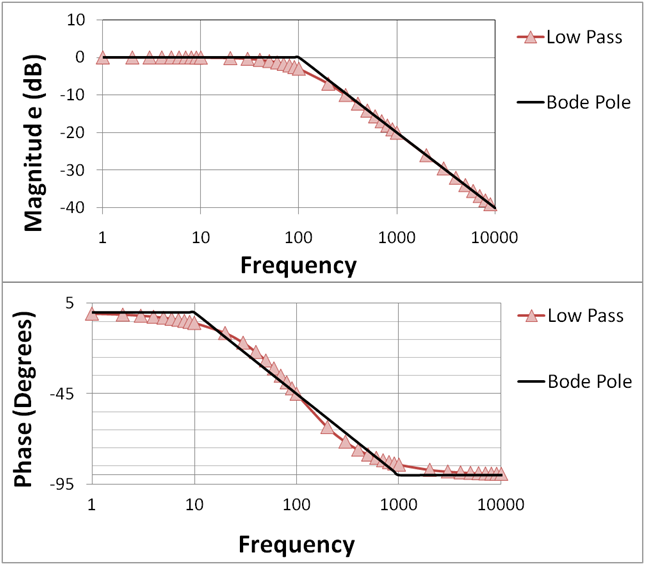 10
0
-10
-20
-30
-40
Magnitud e (dB)
1 10 100 1000 10000
Frequency
Low Pass
Bode Pole
5
-45
-95
Phase (Degrees)
1 10 100 1000 10000
Frequency
Low Pass
Bode Pole